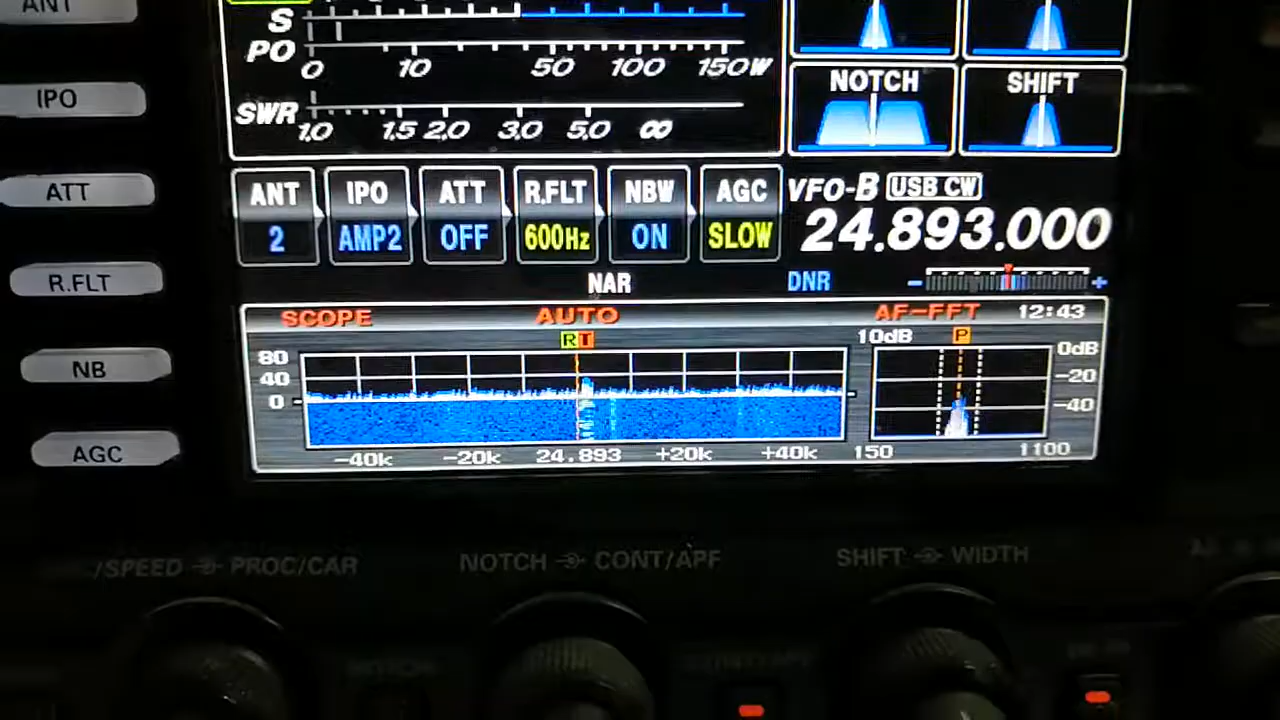 ANT
S
PO
0 10 50 100 150W
SWR
1.0 1.5 2.0 3.0 5.0 ∞
NOTCH SHIFT
IPO
ATT
R.FLT
NB
AGC
ANT IPO ATT R.FLT NBW AGC
2 AMP2 OFF 600Hz ON SLOW
VFO-B USB CW
24.893.000
NAR DNR - +
SCOPE AUTO AF-FFT 12:43
RT 10dB P 0dB
80
40
0
-20
-40
-40k -20k 24.893 +20k +40k 150 1100
/SPEED PROC/CAR NOTCH CONT/APF SHIFT WIDTH